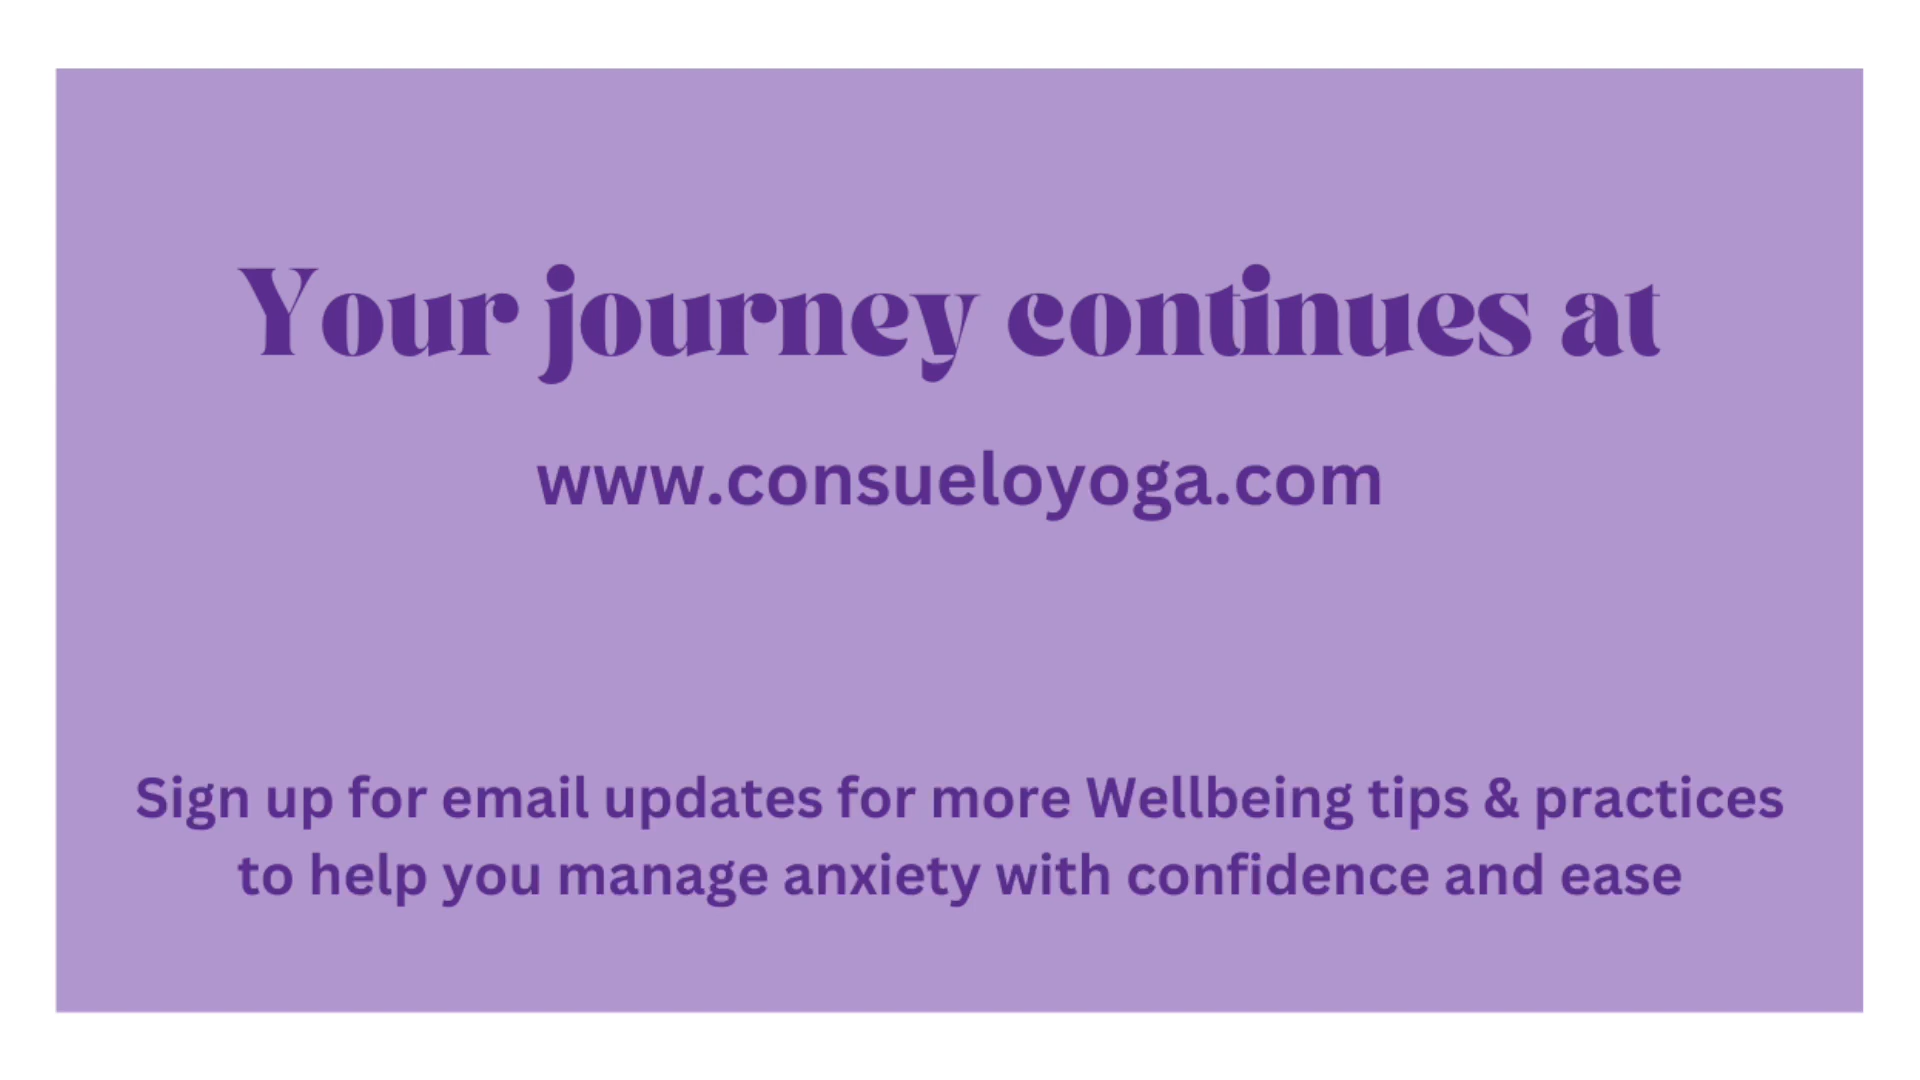 Your journey continues at
www.consueloyoga.com
Sign up for email updates for more Wellbeing tips & practices
to help you manage anxiety with confidence and ease